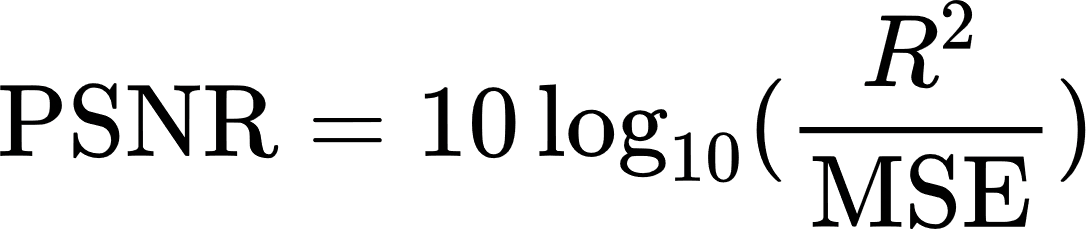 PSNR = 10 log₁₀(R²/MSE)